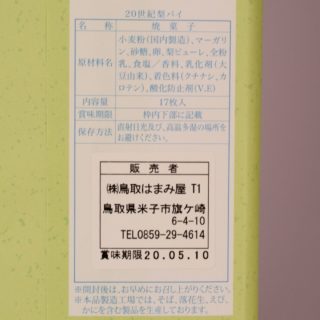 20世紀梨パイ
名称 焼菓子
原材料名 小麦粉(国内製造)、マーガリ
ン、砂糖、卵、梨ピューレ、全粉
乳、食塩／香料、乳化剤(大
豆由来)、着色料(クチナシ,カ
ロテン)、酸化防止剤(V.E)
内容量 17枚入
賞味期限 枠内下部に記載
保存方法 直射日光及び、高温多湿の場所を
お避けください。
販売者
㈱鳥取はまみ屋 T1
鳥取県米子市旗ケ崎
6-4-10
TEL0859-29-4614
賞味期限20.05.10
※開封後は、お早めにお召し上がりください。
※本品製造工場では、そば、落花生、えび、
かにを含む製品を生産しています。